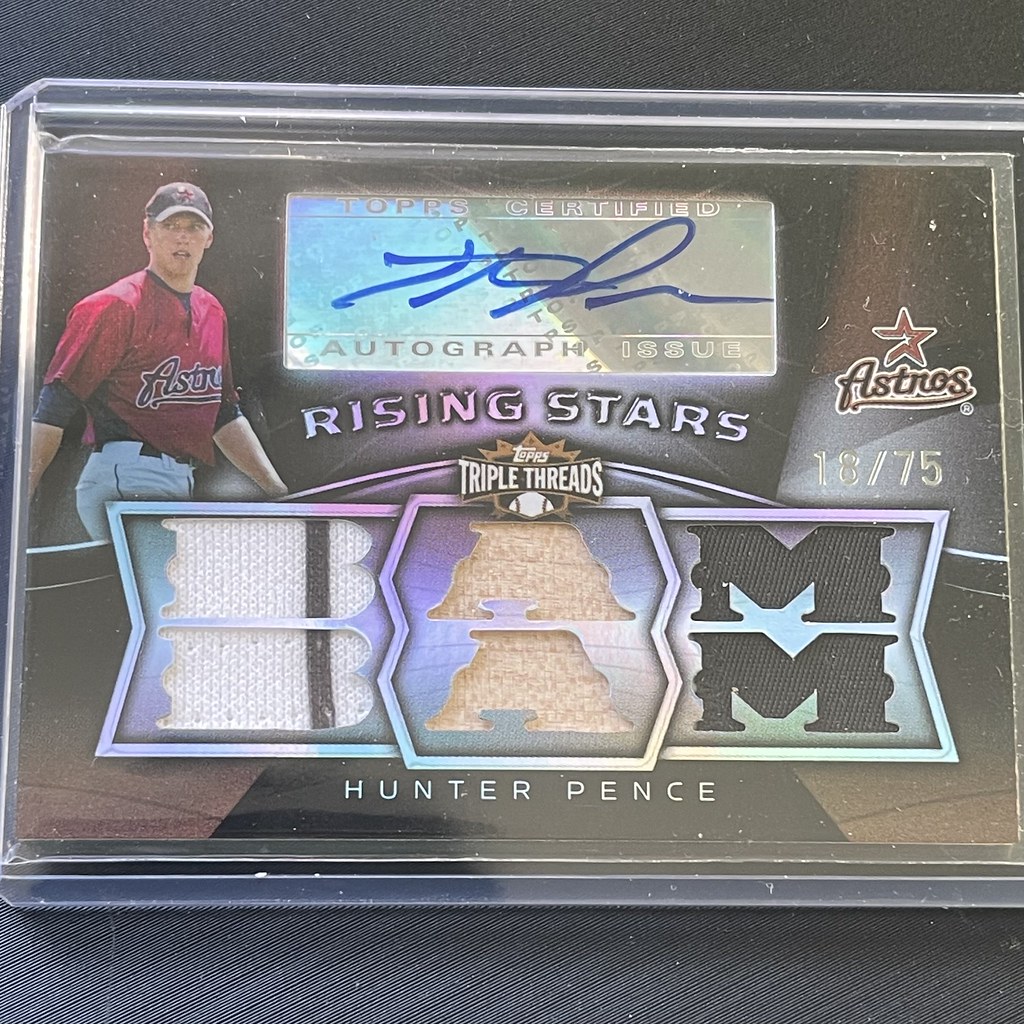 TOPPS CERTIFIED
AUTOGRAPH ISSUE
RISING STARS
Topps
TRIPLE THREADS
Astros
Astros®
18/75
BAM
HUNTER PENCE